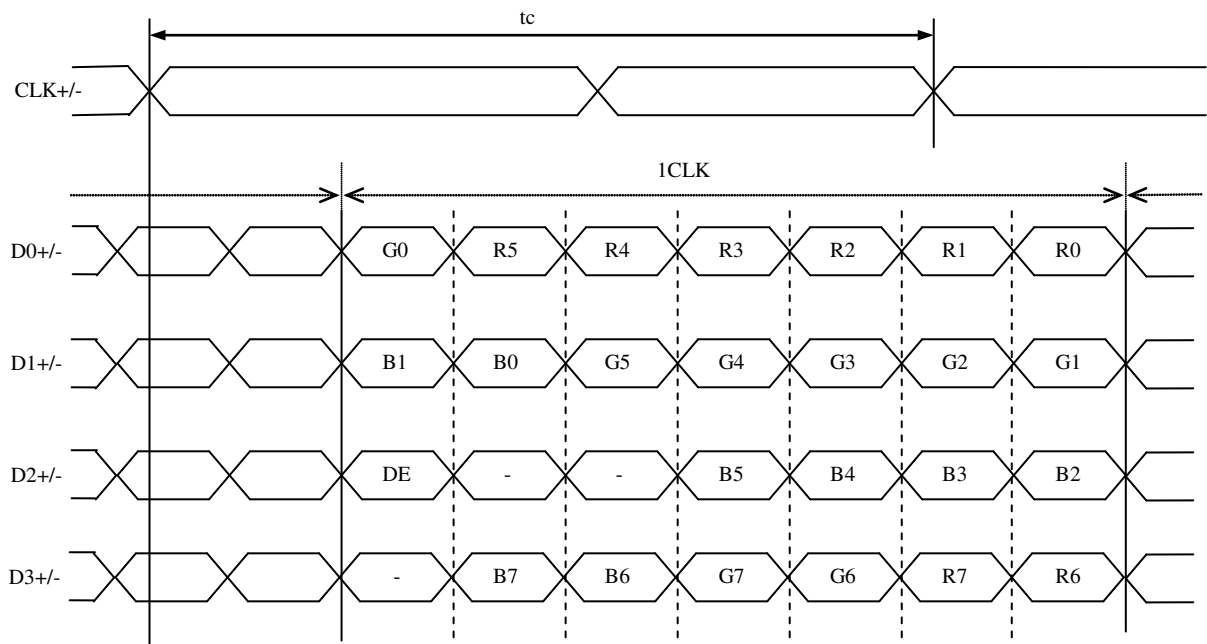 tc
CLK+/-
1CLK
D0+/- G0 R5 R4 R3 R2 R1 R0
D1+/- B1 B0 G5 G4 G3 G2 G1
D2+/- DE - - B5 B4 B3 B2
D3+/- - B7 B6 G7 G6 R7 R6